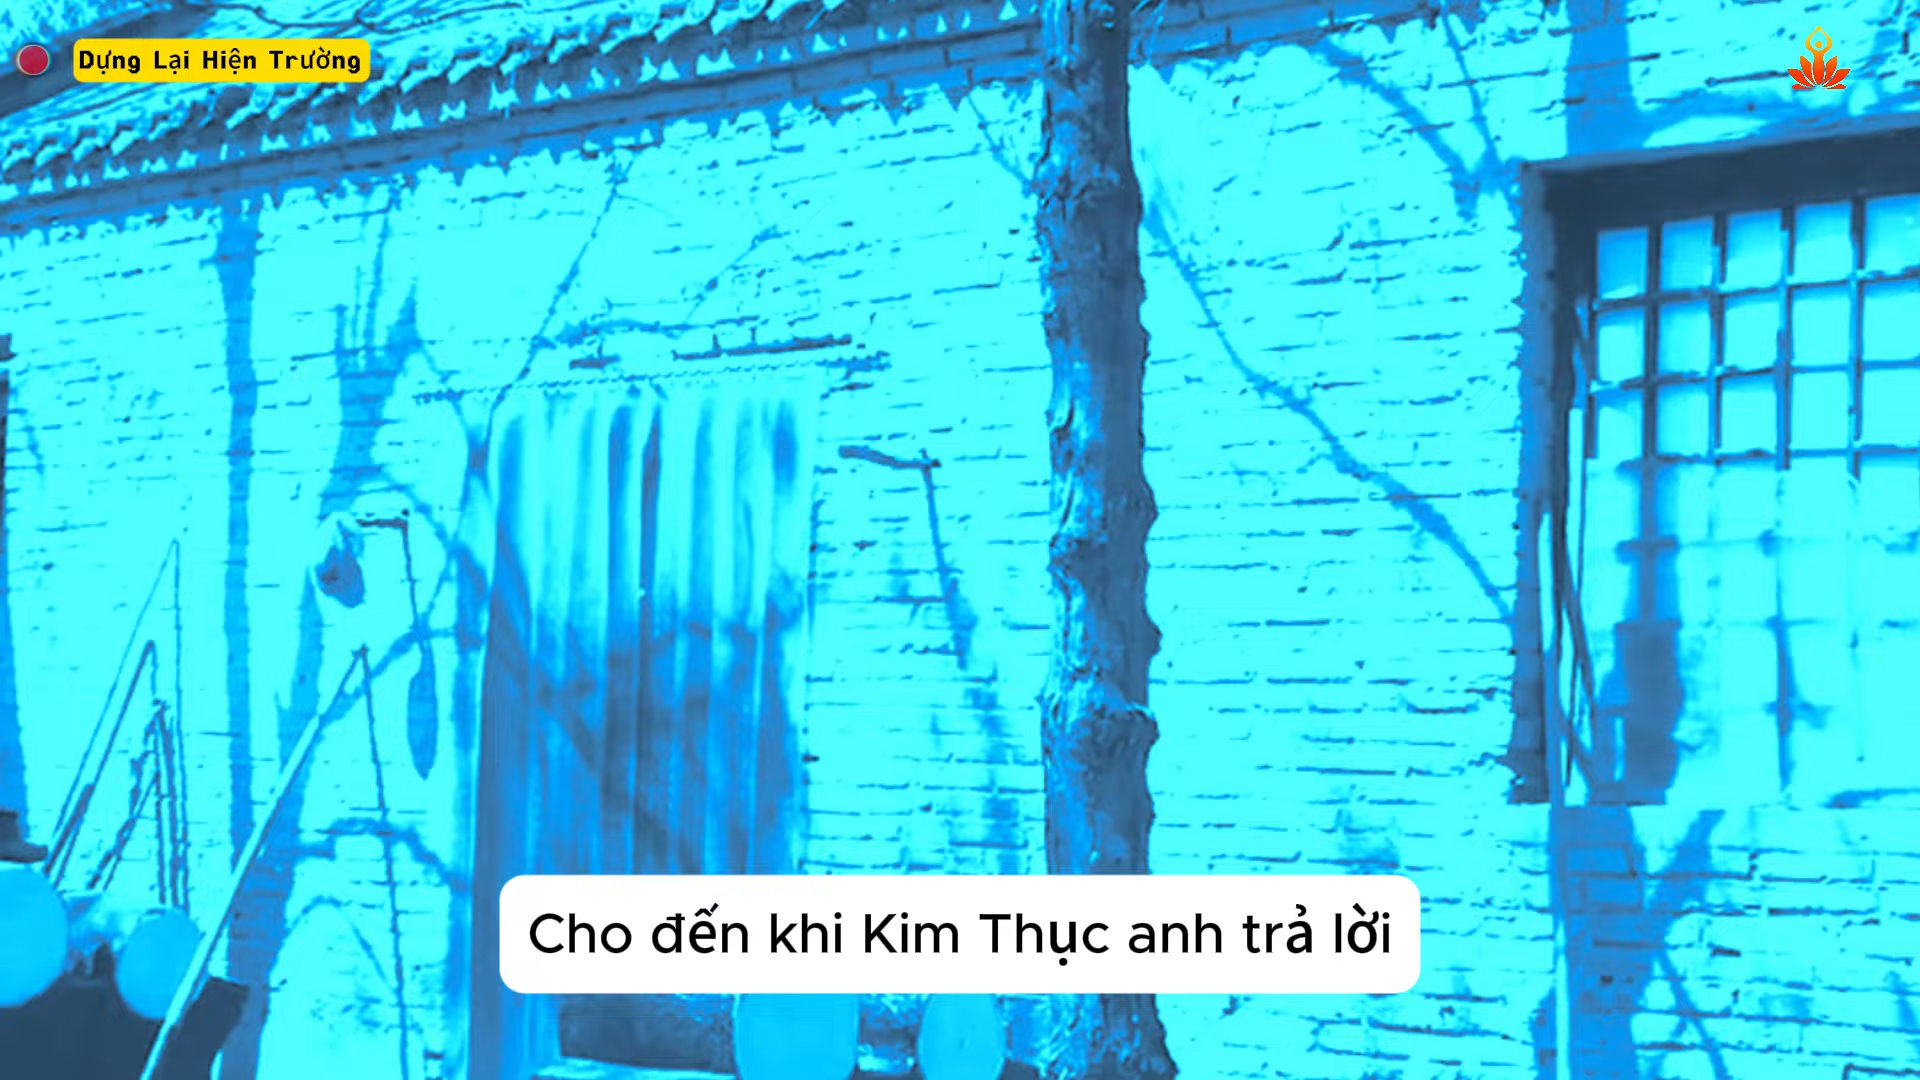 Dựng Lại Hiện Trường
Cho đến khi Kim Thục anh trả lời